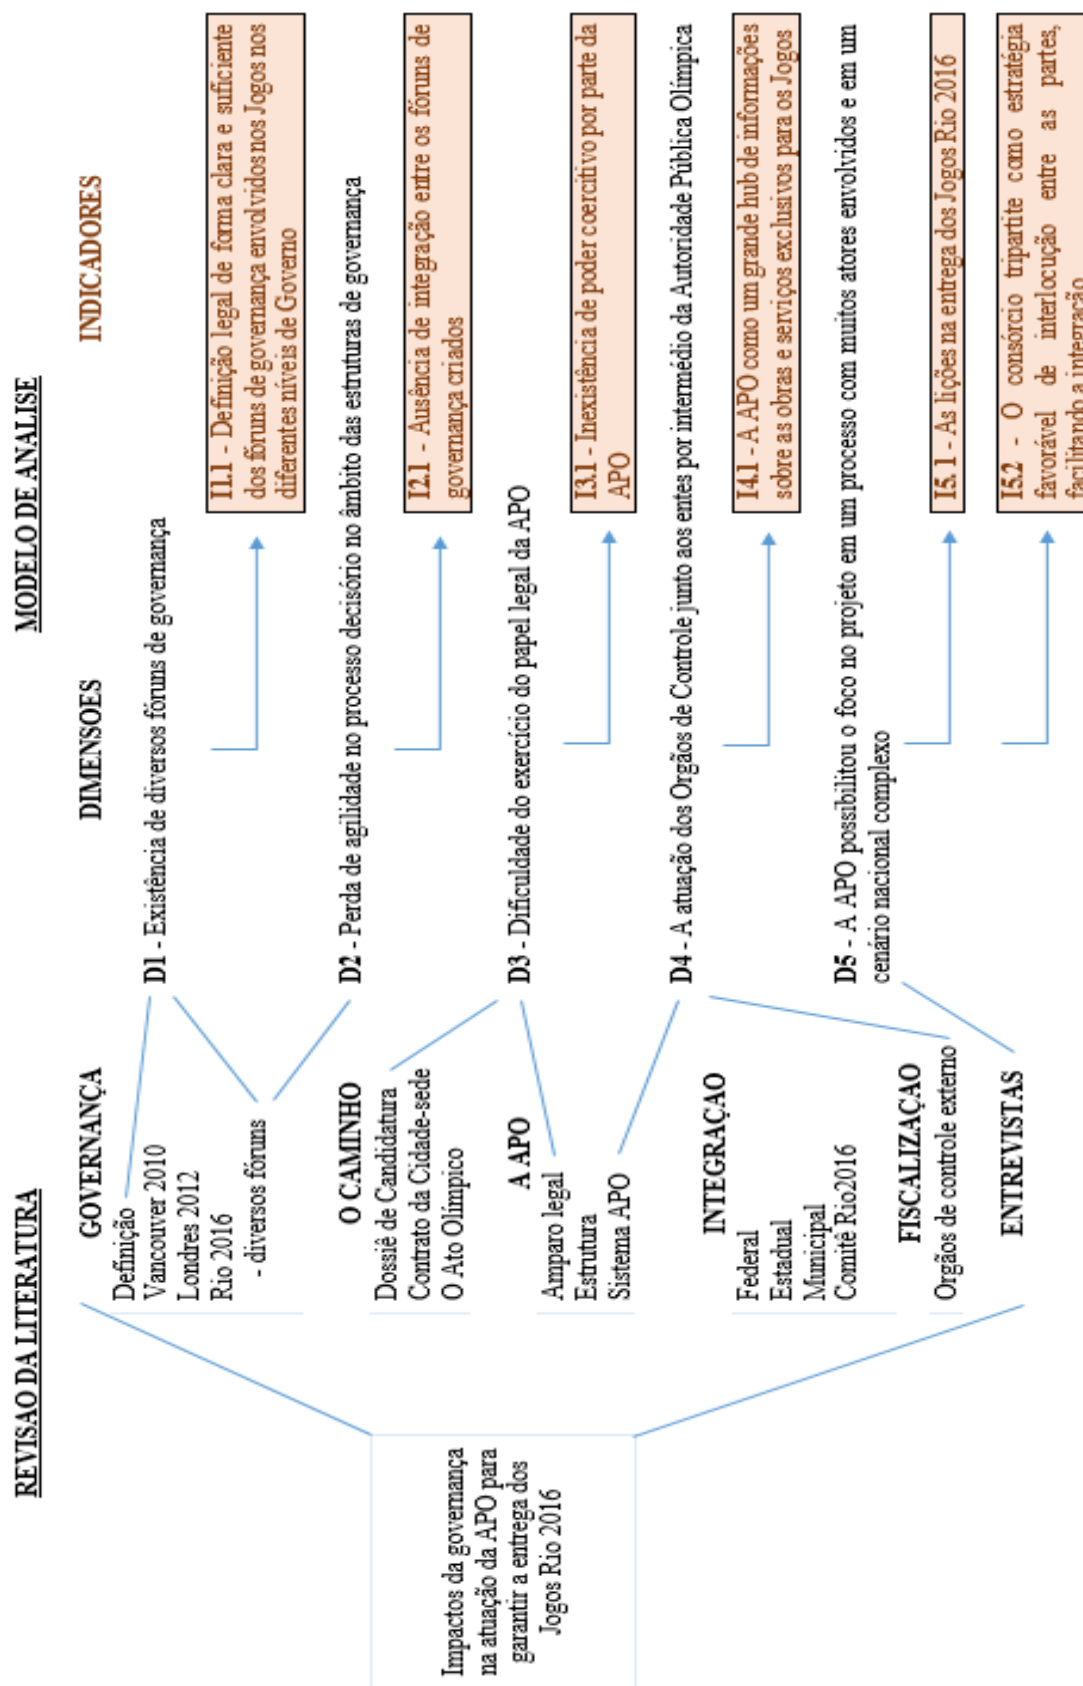 REVISAO DA LITERATURA
MODELO DE ANALISE
Impactos da governança
na atuação da APO para
garantir a entrega dos
Jogos Rio 2016
GOVERNANÇA
Definição
Vancouver 2010
Londres 2012
Rio 2016
- diversos fóruns
O CAMINHO
Dossiê de Candidatura
Contrato da Cidade-sede
O Ato Olímpico
A APO
Amparo legal
Estrutura
Sistema APO
INTEGRAÇAO
Federal
Estadual
Municipal
Comitê Rio2016
FISCALIZAÇAO
Orgãos de controle externo
ENTREVISTAS
DIMENSOES
D1 - Existência de diversos fóruns de governança
D2 - Perda de agilidade no processo decisório no âmbito das estruturas de governança
D3 - Dificuldade do exercício do papel legal da APO
D4 - A atuação dos Orgãos de Controle junto aos entes por intermédio da Autoridade Pública Olímpica
D5 - A APO possibilitou o foco no projeto em um processo com muitos atores envolvidos e em um
cenário nacional complexo
INDICADORES
I1.1 - Definição legal de forma clara e suficiente
dos fóruns de governança envolvidos nos Jogos nos
diferentes níveis de Governo
I2.1 - Ausência de integração entre os fóruns de
governança criados
I3.1 - Inexistência de poder coercitivo por parte da
APO
I4.1 - A APO como um grande hub de informações
sobre as obras e serviços exclusivos para os Jogos
I5.1 - As lições na entrega dos Jogos Rio 2016
I5.2 - O consórcio tripartite como estratégia
favorável de interlocução entre as partes,
facilitando a integração